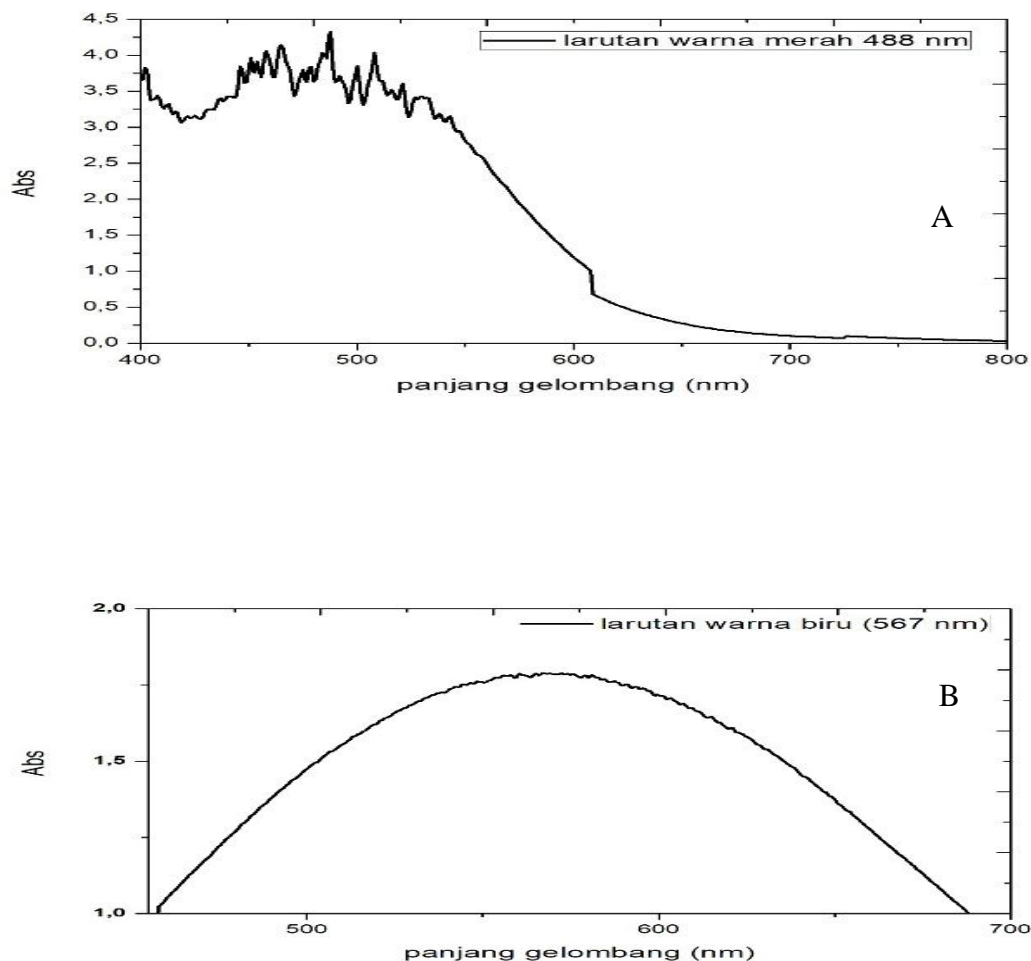 4,5
larutan warna merah 488 nm
4,0
3,5
3,0
2,5
Abs
2,0
A
1,5
1,0
0,5
0,0
400 500 600 700 800
panjang gelombang (nm)
2,0
larutan warna biru (567 nm)
B
1,5
Abs
1,0
500 600 700
panjang gelombang (nm)